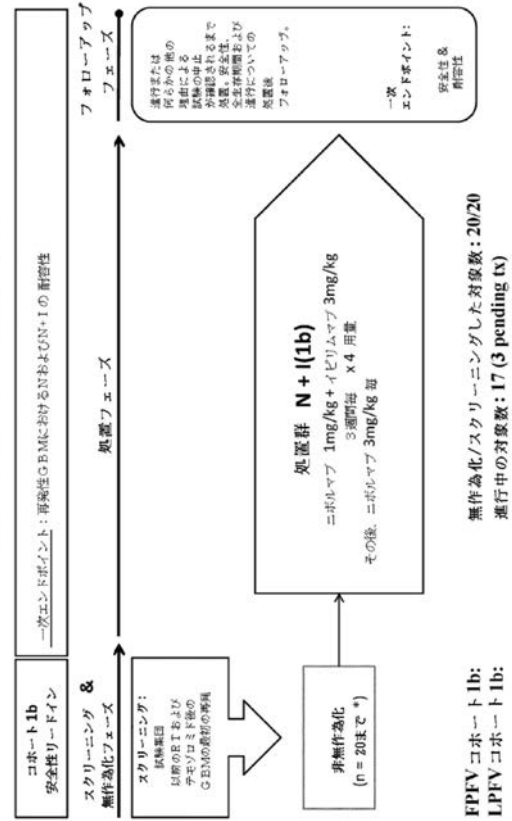 コホート1b
安全性リードイン
一次エンドポイント：再発性GBMにおけるNおよびN+Iの 耐容性
スクリーニング &
無作為化フェーズ
処置フェーズ
フォローアップ
フェーズ
スクリーニング：
試験集団
以前のRTおよび
テモゾロミド後の
GBMの最初の再発
非無作為化
(n = 20まで *)
処置群 N + I(1b)
ニボルマブ 1mg/kg + イピリムマブ 3mg/kg
3週間毎 x 4 用量
その後、ニボルマブ 3mg/kg 毎
進行または
何らかの他の
理由による
試験の中止
が確認されるまで
処置。安全性、
全生存期間および
進行についての
処置後
フォローアップ。
一次
エンドポイント：
安全性 &
耐容性
FPFV コホート 1b:
LPFV コホート 1b:
無作為化/スクリーニングした対象数 : 20/20
進行中の対象数 : 17 (3 pending tx)